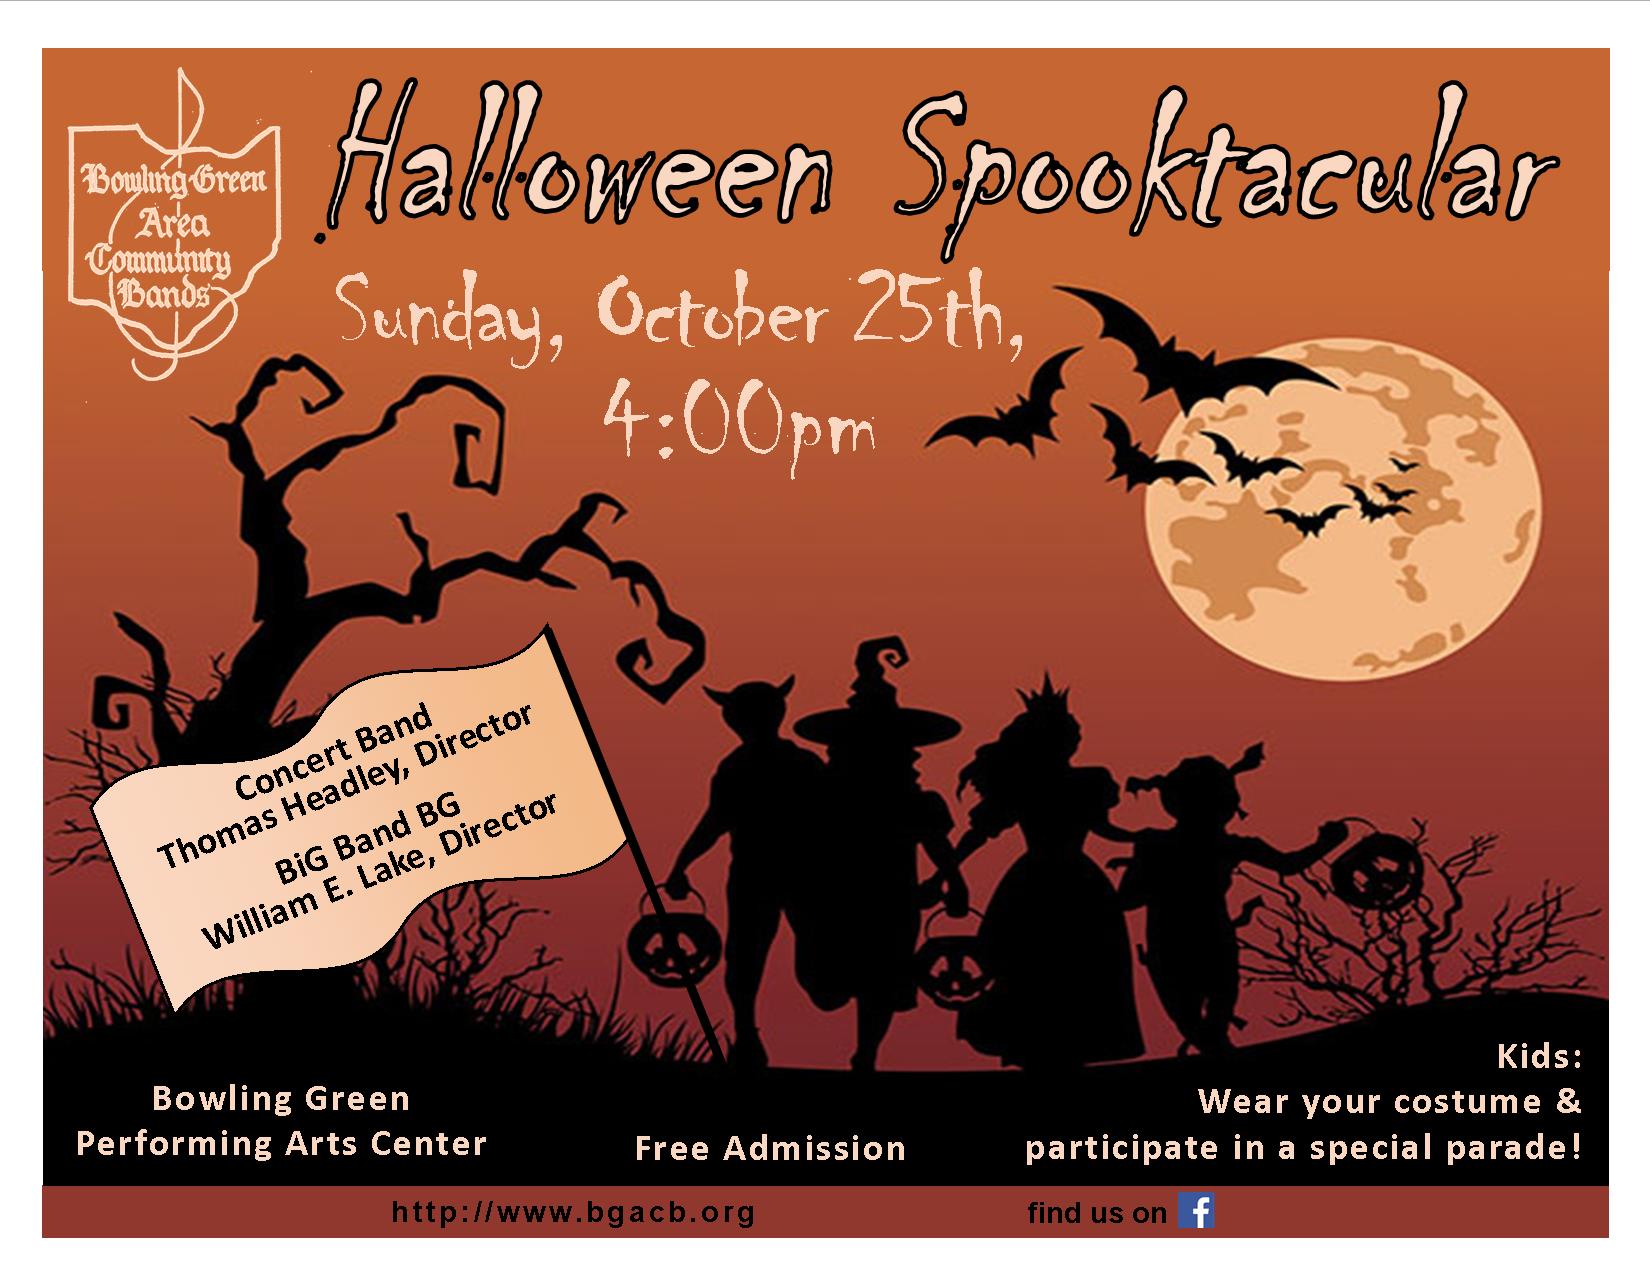 Bowling Green
Area
Community
Bands
Halloween Spooktacular
Sunday, October 25th,
4:00pm
Concert Band
Thomas Headley, Director
BiG Band BG
William E. Lake, Director
Bowling Green
Performing Arts Center
Free Admission
Kids:
Wear your costume &
participate in a special parade!
http://www.bgacb.org
find us on f